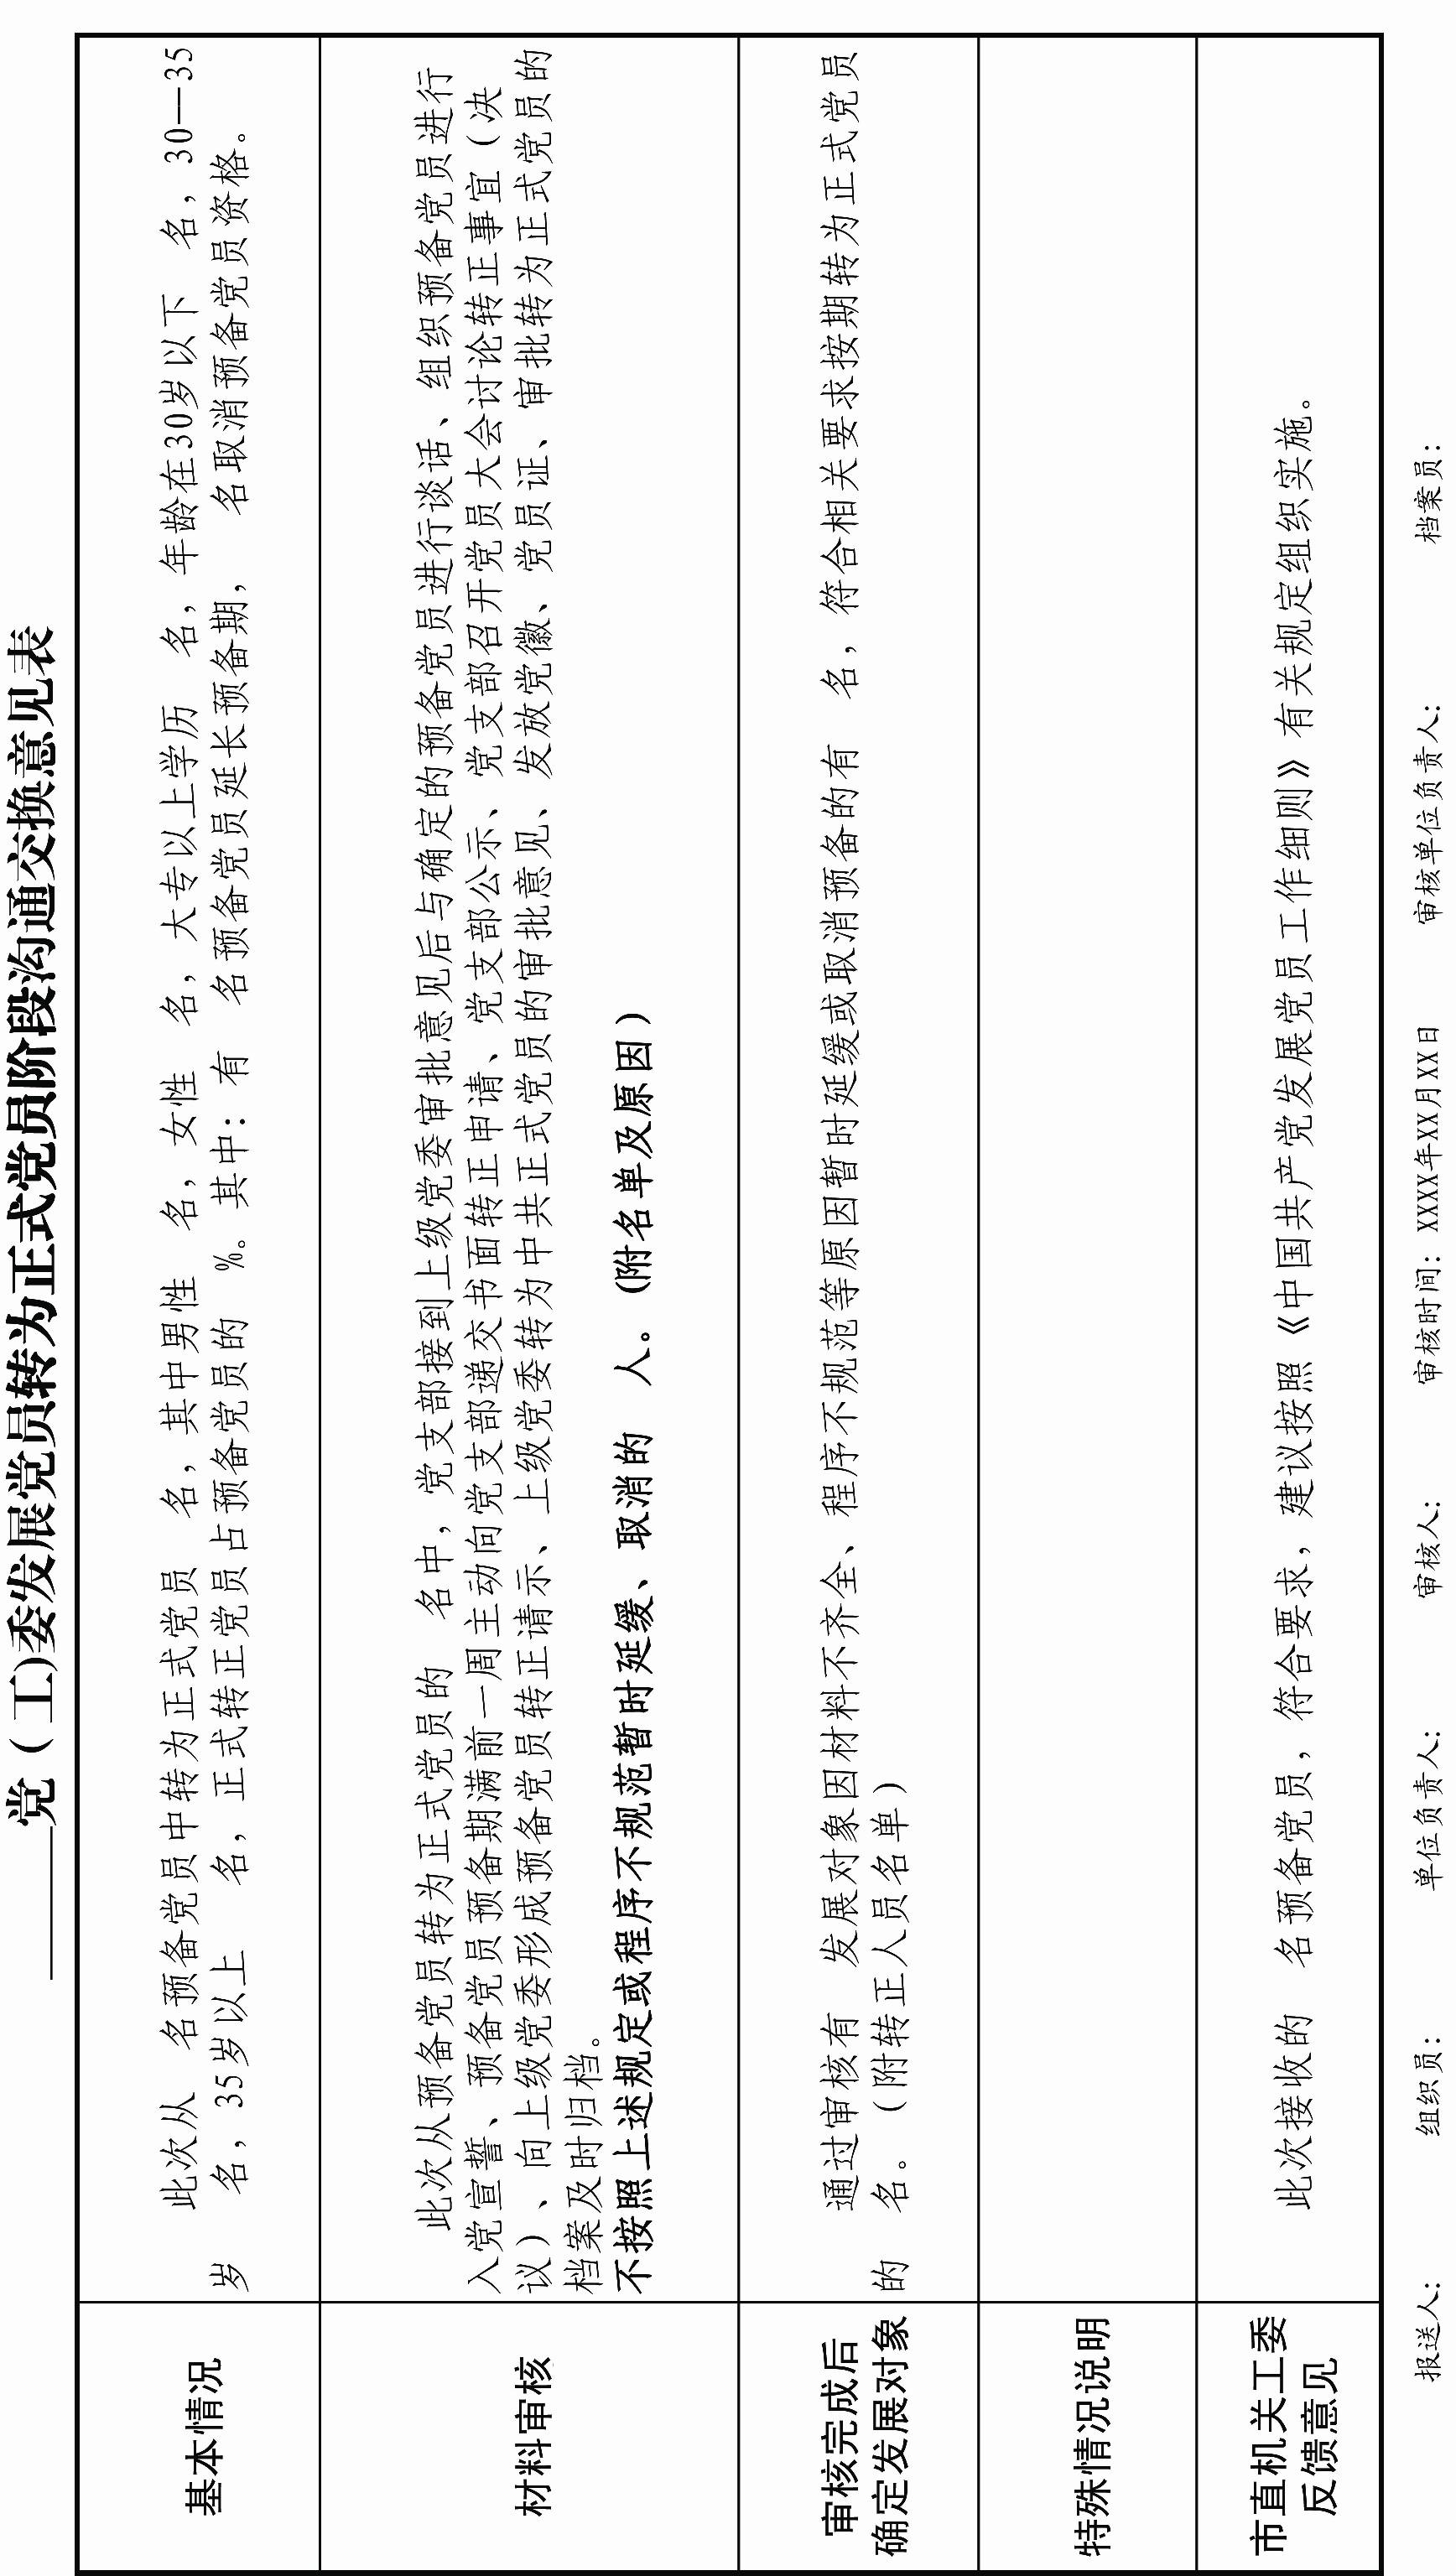 ______党（工)委发展党员转为正式党员阶段沟通交换意见表
基本情况
此次从 名预备党员中转为正式党员 名，其中男性 名，女性 名，大专以上学历 名，年龄在30岁以下 名，30—35
岁 名，35岁以上 名，正式转正党员占预备党员的 %。其中：有 名预备党员延长预备期， 名取消预备党员资格。
材料审核
此次从预备党员转为正式党员的 名中，党支部接到上级党委审批意见后与确定的预备党员进行谈话、组织预备党员进行
入党宣誓、预备党员预备期满前一周主动向党支部递交书面转正申请、党支部公示、党支部召开党员大会讨论转正事宜（决
议）、向上级党委形成预备党员转正请示、上级党委转为中共正式党员的审批意见、发放党徽、党员证、审批转为正式党员的
档案及时归档。
不按照上述规定或程序不规范暂时延缓、取消的 人。(附名单及原因）
审核完成后
确定发展对象
通过审核有 发展对象因材料不齐全、程序不规范等原因暂时延缓或取消预备的有 名，符合相关要求按期转为正式党员
的 名。（附转正人员名单）
特殊情况说明
市直机关工委
反馈意见
此次接收的 名预备党员，符合要求，建议按照《中国共产党发展党员工作细则》有关规定组织实施。
报送人： 组织员： 单位负责人： 审核人： 审核时间：XXXX年XX月XX日 审核单位负责人： 档案员：